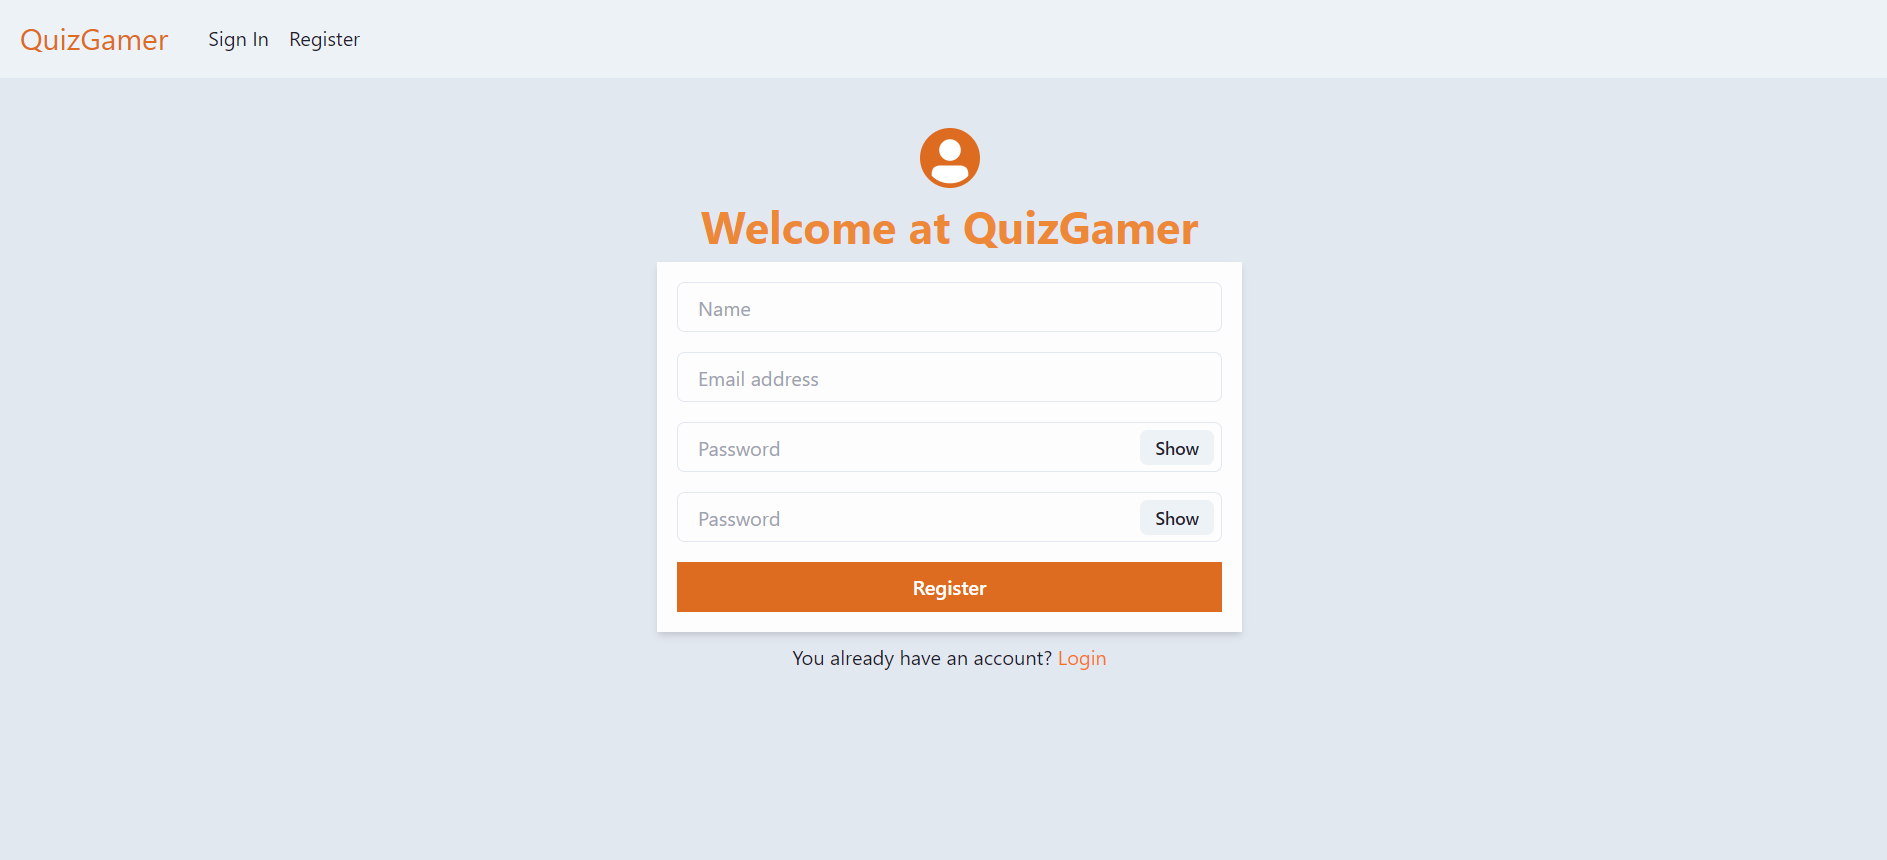 QuizGamer Sign In Register
Welcome at QuizGamer
Name
Email address
Password Show
Password Show
Register
You already have an account? Login